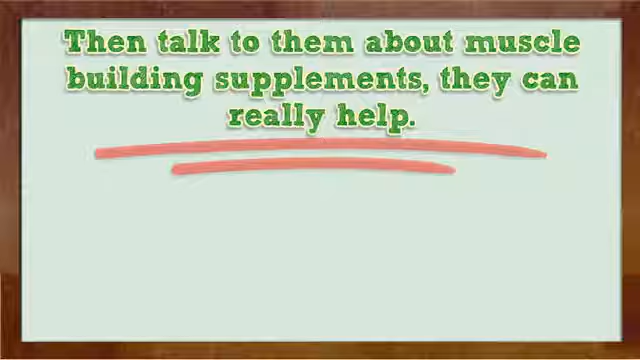 Then talk to them about muscle
building supplements, they can
really help.